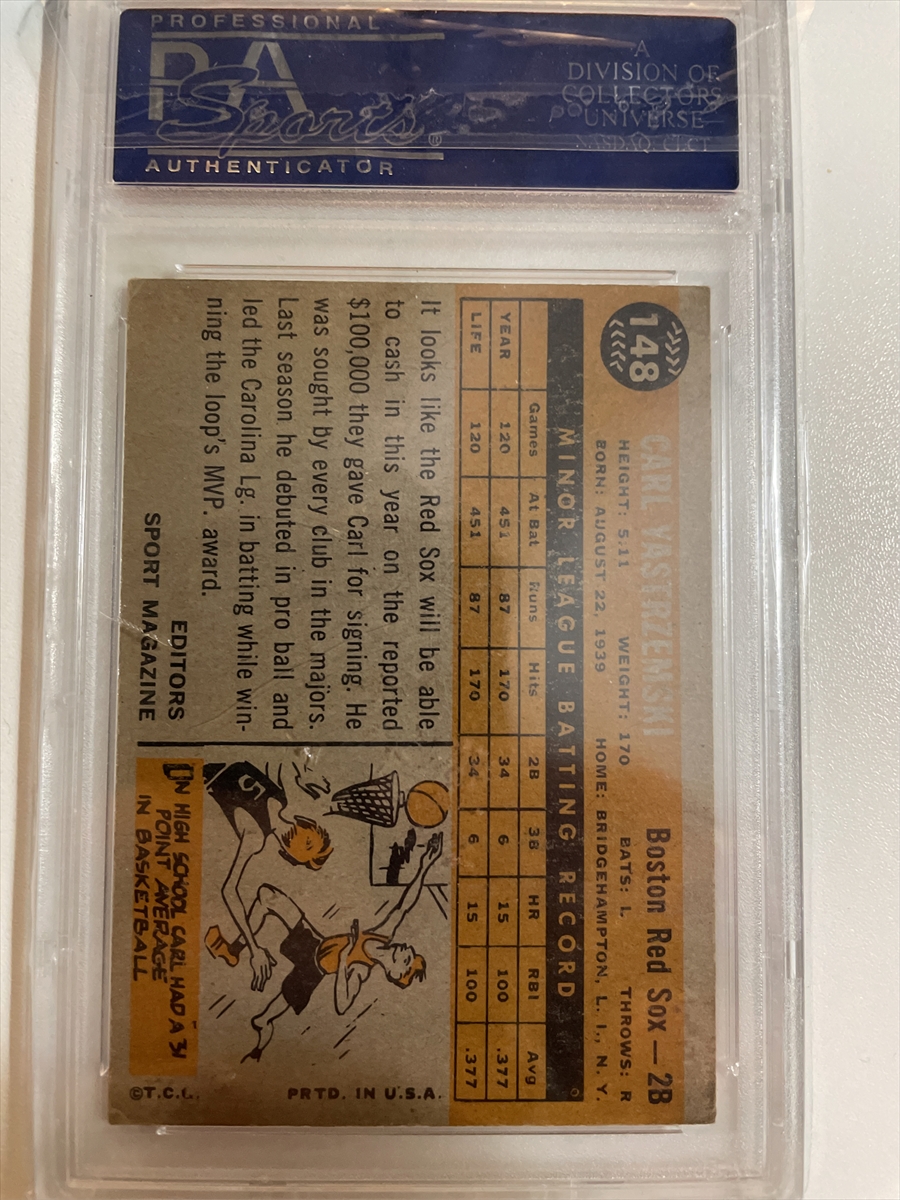 PROFESSIONAL
PSA
Sports
AUTHENTICATOR
A
DIVISION OF
COLLECTORS
UNIVERSE
NASDAQ: CLCT
148
CARL YASTRZEMSKI
Boston Red Sox—2B
HEIGHT: 5:11 WEIGHT: 170 BATS: L THROWS: R
BORN: AUGUST 22, 1939 HOME: BRIDGEHAMPTON, L. I., N. Y.
MINOR LEAGUE BATTING RECORD
Games At Bat Runs Hits 2B 3B HR RBI Avg
YEAR 120 451 87 170 34 6 15 100 .377
LIFE 120 451 87 170 34 6 15 100 .377
It looks like the Red Sox will be able
to cash in this year on the reported
$100,000 they gave Carl for signing. He
was sought by every club in the majors.
Last season he debuted in pro ball and
led the Carolina Lg. in batting while win-
ning the loop's MVP. award.
EDITORS
SPORT MAGAZINE
5
IN HIGH SCHOOL CARL HAD A 31
POINT AVERAGE
IN BASKETBALL
©T.C.G. PRTD. IN U.S.A.